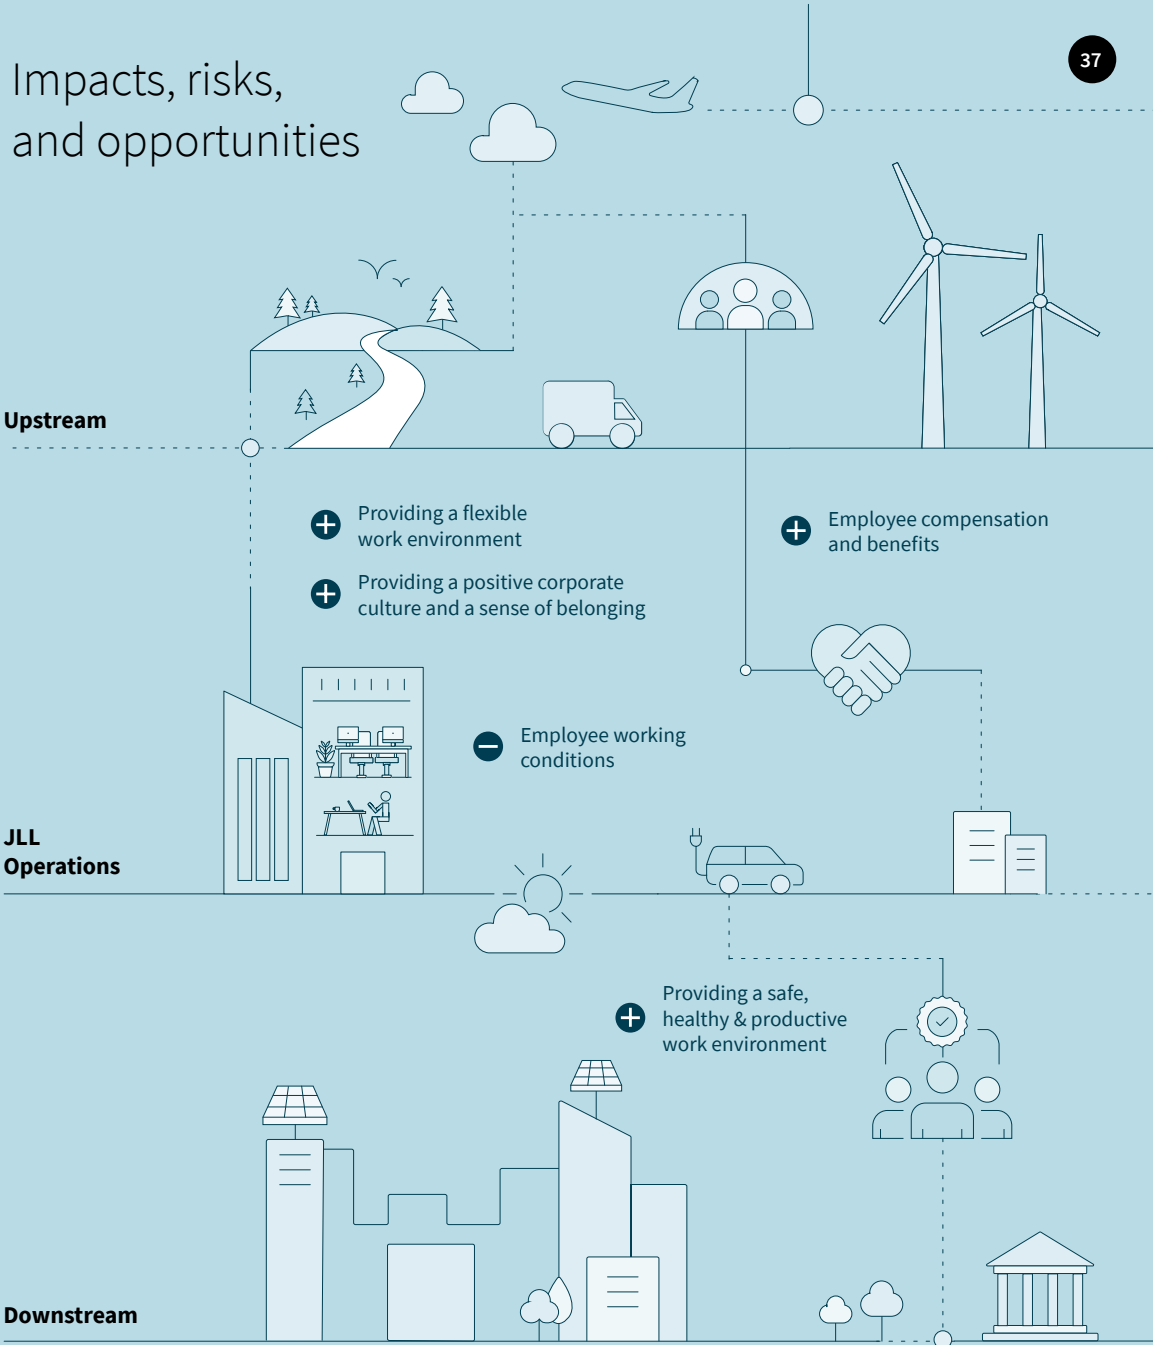 Impacts, risks,
and opportunities
37
Upstream
Providing a flexible
work environment
Employee compensation
and benefits
Providing a positive corporate
culture and a sense of belonging
Employee working
conditions
JLL
Operations
Providing a safe,
healthy & productive
work environment
Downstream